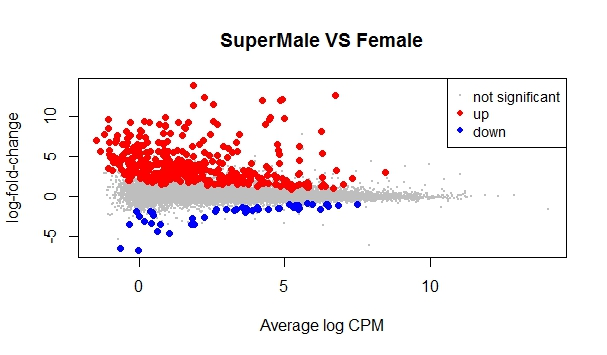 SuperMale VS Female
not significant
up
down
log-fold-change
10
5
0
-5
0
5
10
Average log CPM